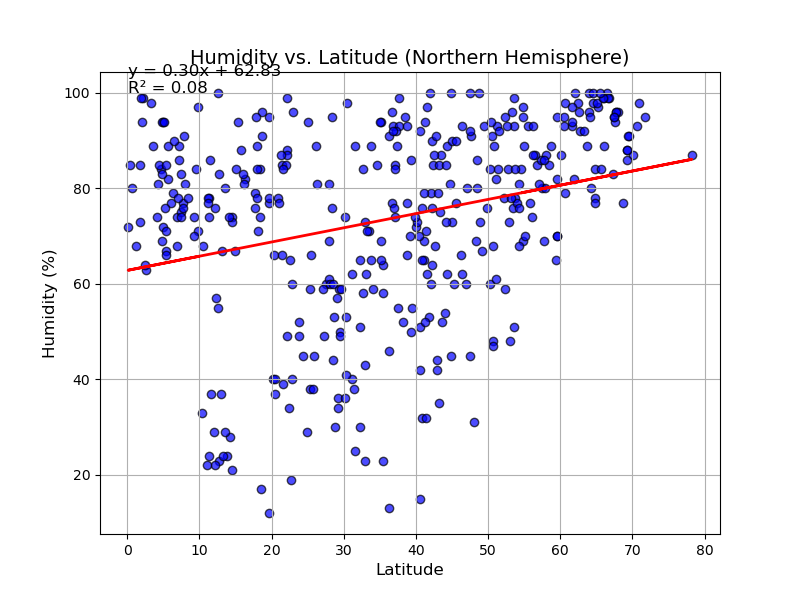 Humidity vs. Latitude (Northern Hemisphere)
y = 0.30x + 62.83
R² = 0.08
100
80
60
40
20
Humidity (%)
0 10 20 30 40 50 60 70 80
Latitude